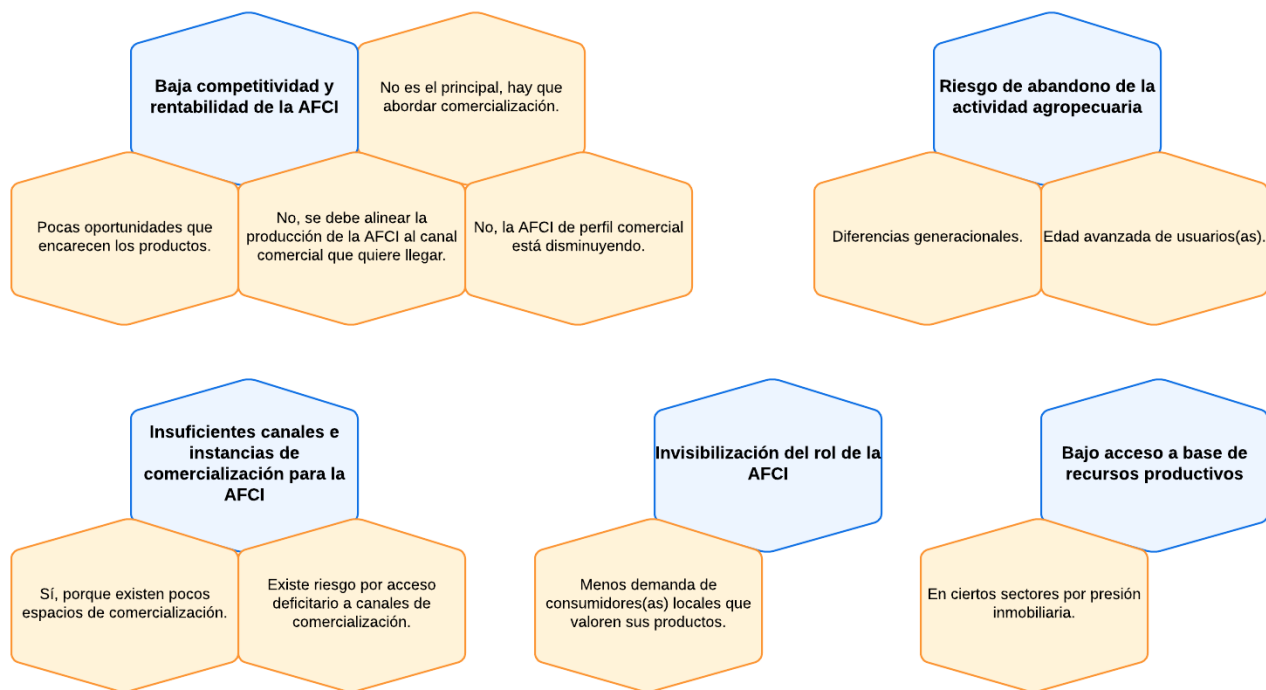 Baja competitividad y
rentabilidad de la AFCI
No es el principal, hay que
abordar comercialización.
Pocas oportunidades que
encarecen los productos.
No, se debe alinear la
producción de la AFCI al canal
comercial que quiere llegar.
No, la AFCI de perfil comercial
está disminuyendo.
Riesgo de abandono de la
actividad agropecuaria
Diferencias generacionales.
Edad avanzada de usuarios(as).
Insuficientes canales e
instancias de
comercialización para la
AFCI
Sí, porque existen pocos
espacios de comercialización.
Existe riesgo por acceso
deficitario a canales de
comercialización.
Invisibilización del rol de la
AFCI
Menos demanda de
consumidores(as) locales que
valoren sus productos.
Bajo acceso a base de
recursos productivos
En ciertos sectores por presión
inmobiliaria.